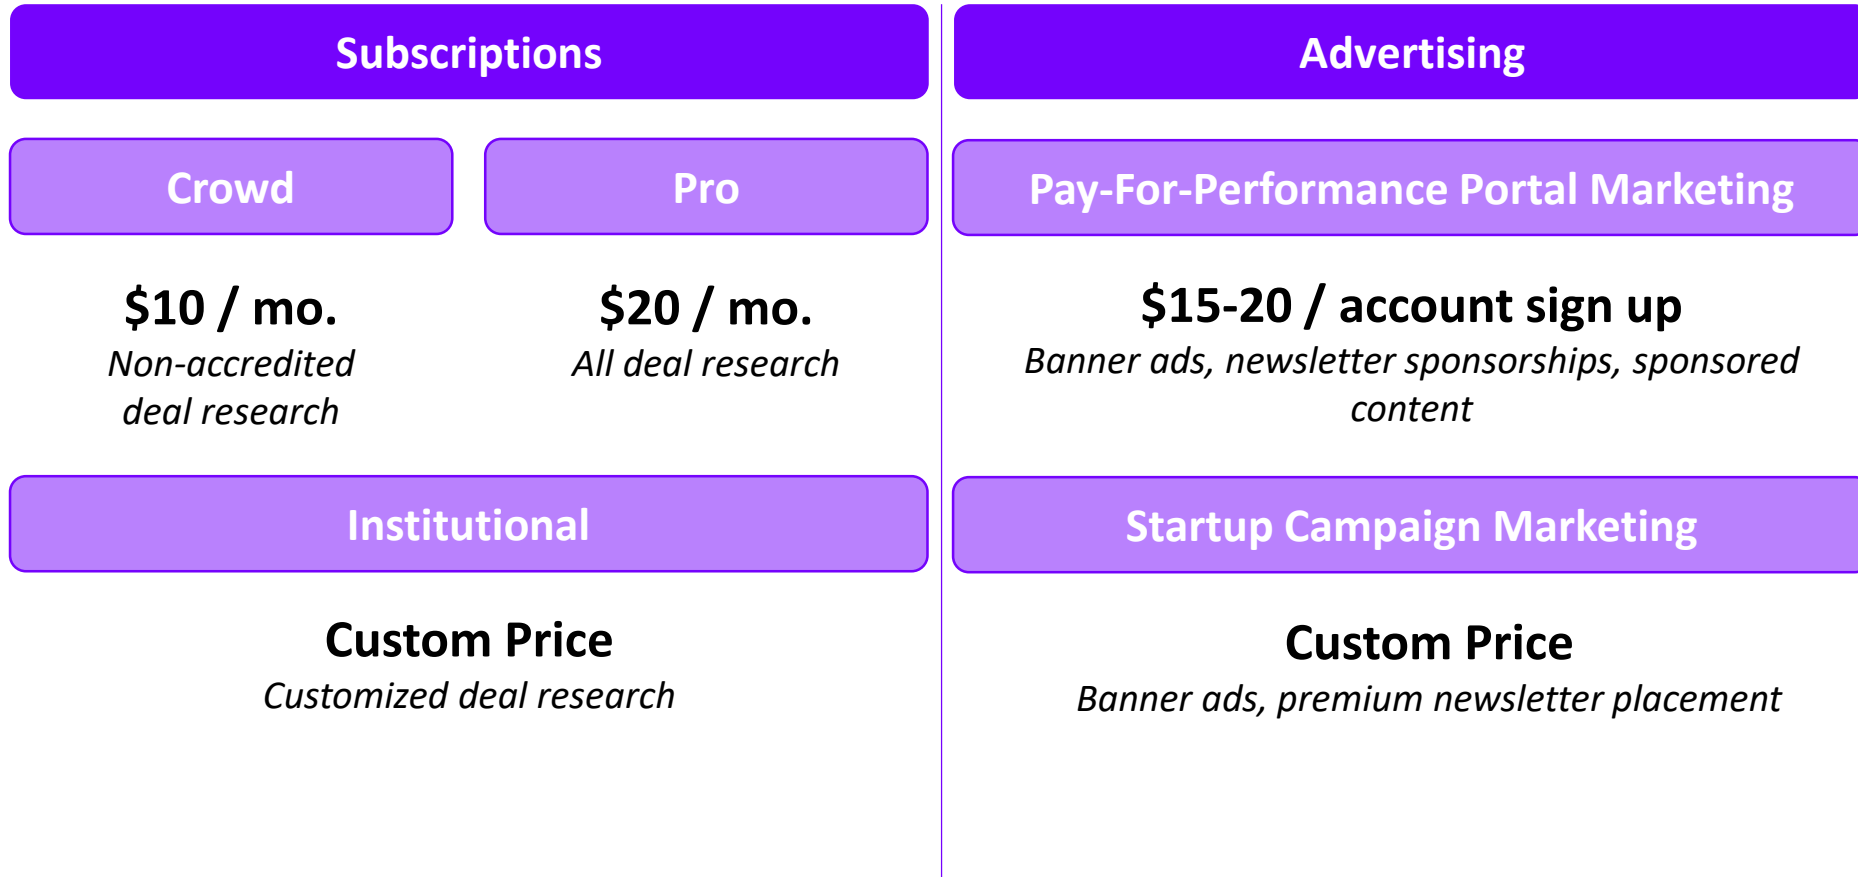 Subscriptions
Crowd
Pro
$10 / mo.
Non-accredited
deal research
$20 / mo.
All deal research
Institutional
Custom Price
Customized deal research
Advertising
Pay-For-Performance Portal Marketing
$15-20 / account sign up
Banner ads, newsletter sponsorships, sponsored
content
Startup Campaign Marketing
Custom Price
Banner ads, premium newsletter placement